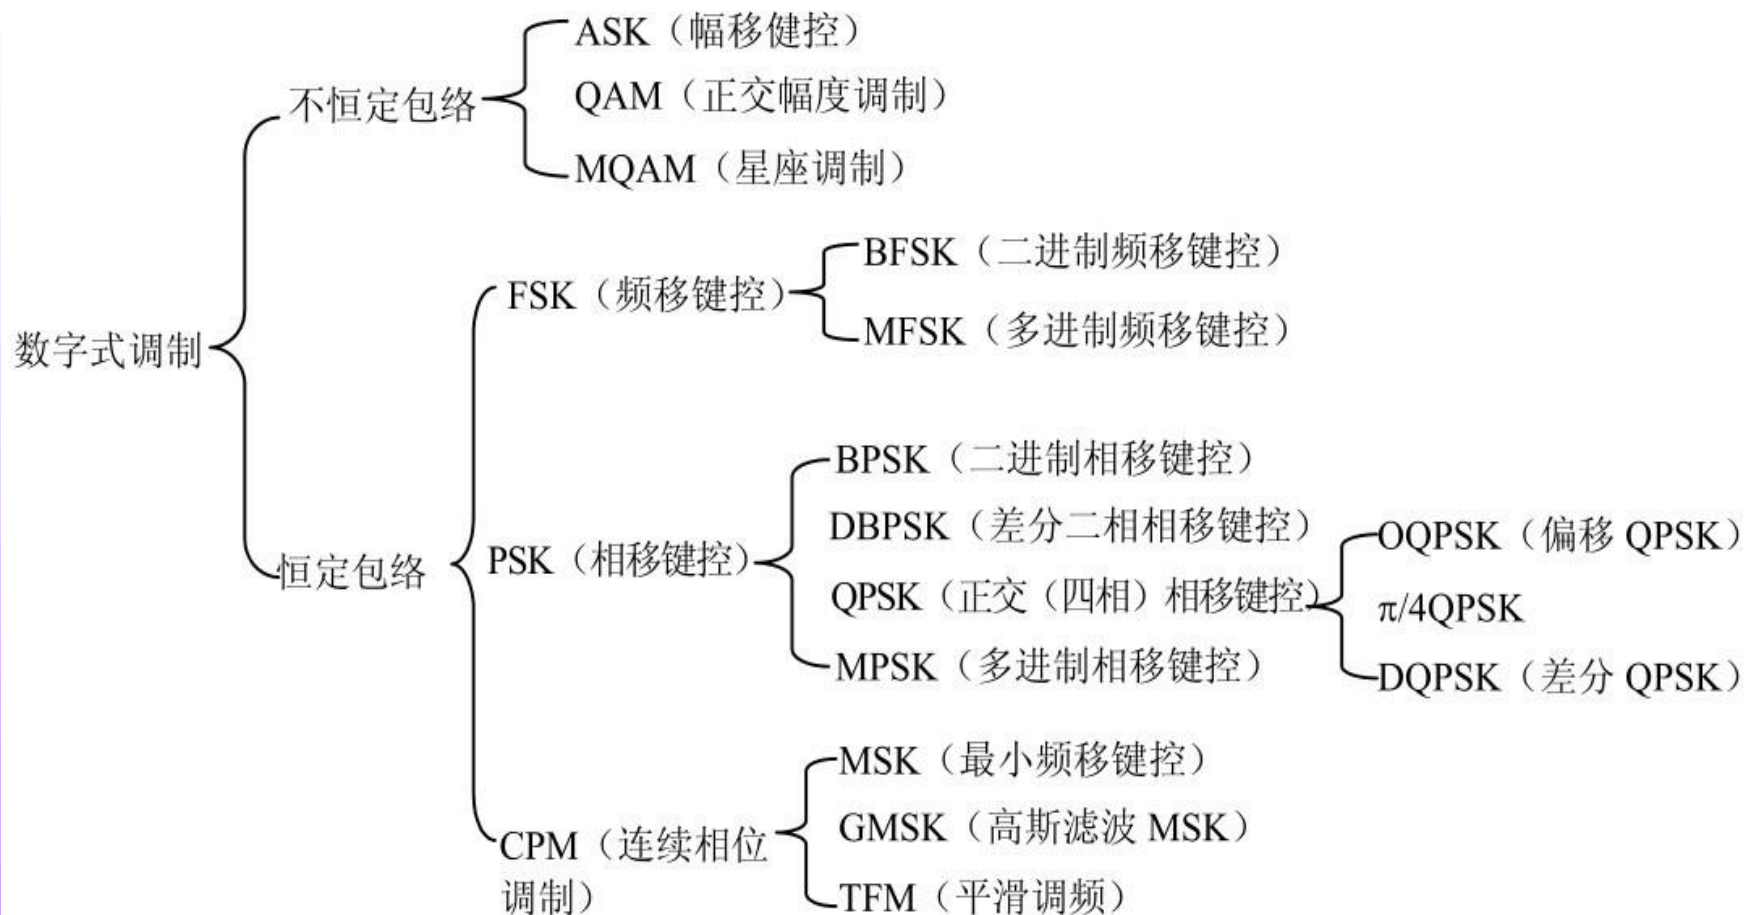 ASK（幅移健控）
不恒定包络
QAM（正交幅度调制）
MQAM（星座调制）
BFSK（二进制频移键控）
FSK（频移键控）
MFSK（多进制频移键控）
数字式调制
BPSK（二进制相移键控）
DBPSK（差分二相相移键控）
OQPSK（偏移 QPSK）
恒定包络
PSK（相移键控）
QPSK（正交（四相）相移键控）
π/4QPSK
MPSK（多进制相移键控）
DQPSK（差分 QPSK）
MSK（最小频移键控）
GMSK（高斯滤波 MSK）
CPM（连续相位
调制）
TFM（平滑调频）